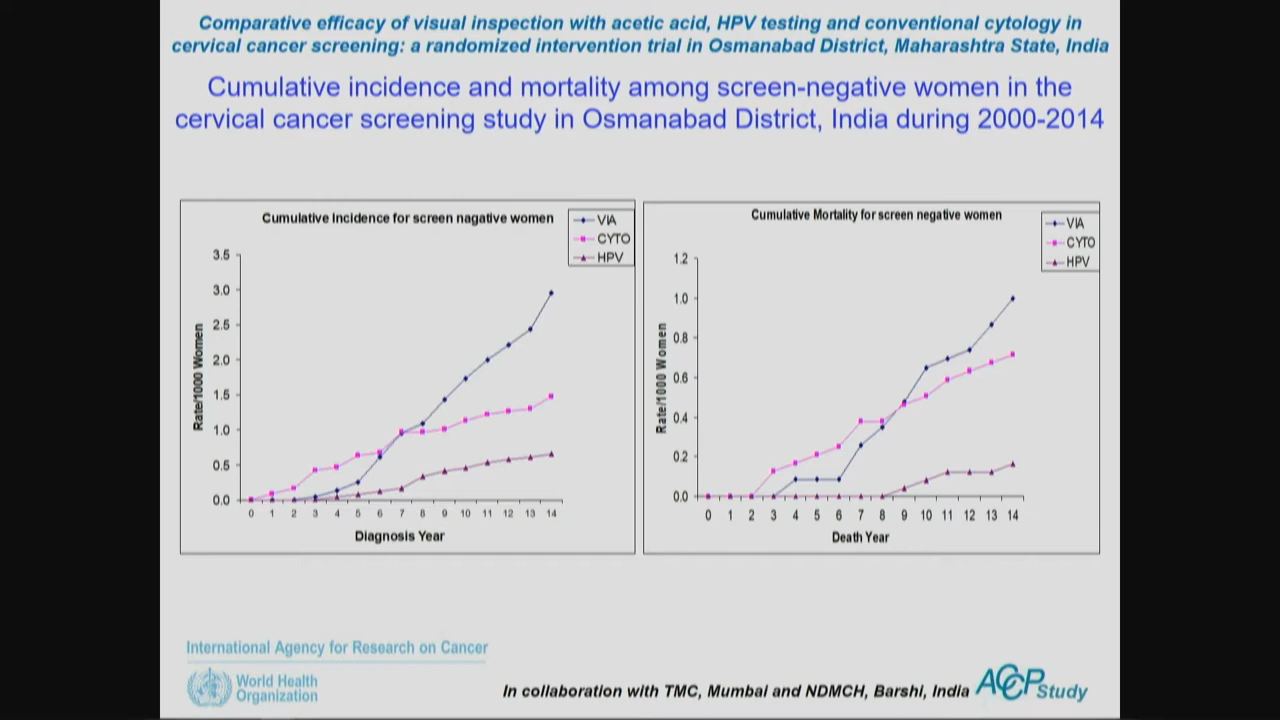 Comparative efficacy of visual inspection with acetic acid, HPV testing and conventional cytology in
cervical cancer screening: a randomized intervention trial in Osmanabad District, Maharashtra State, India
Cumulative incidence and mortality among screen-negative women in the
cervical cancer screening study in Osmanabad District, India during 2000-2014
Cumulative Incidence for screen nagative women
VIA
CYTO
HPV
3.5
3.0
2.5
2.0
1.5
1.0
0.5
0.0
Rate/1000 Women
0 1 2 3 4 5 6 7 8 9 10 11 12 13 14
Diagnosis Year
Cumulative Mortality for screen negative women
VIA
CYTO
HPV
1.2
1.0
0.8
0.6
0.4
0.2
0.0
Rate/1000 Women
0 1 2 3 4 5 6 7 8 9 10 11 12 13 14
Death Year
International Agency for Research on Cancer
World Health
Organization
In collaboration with TMC, Mumbai and NDMCH, Barshi, India
ACCP Study